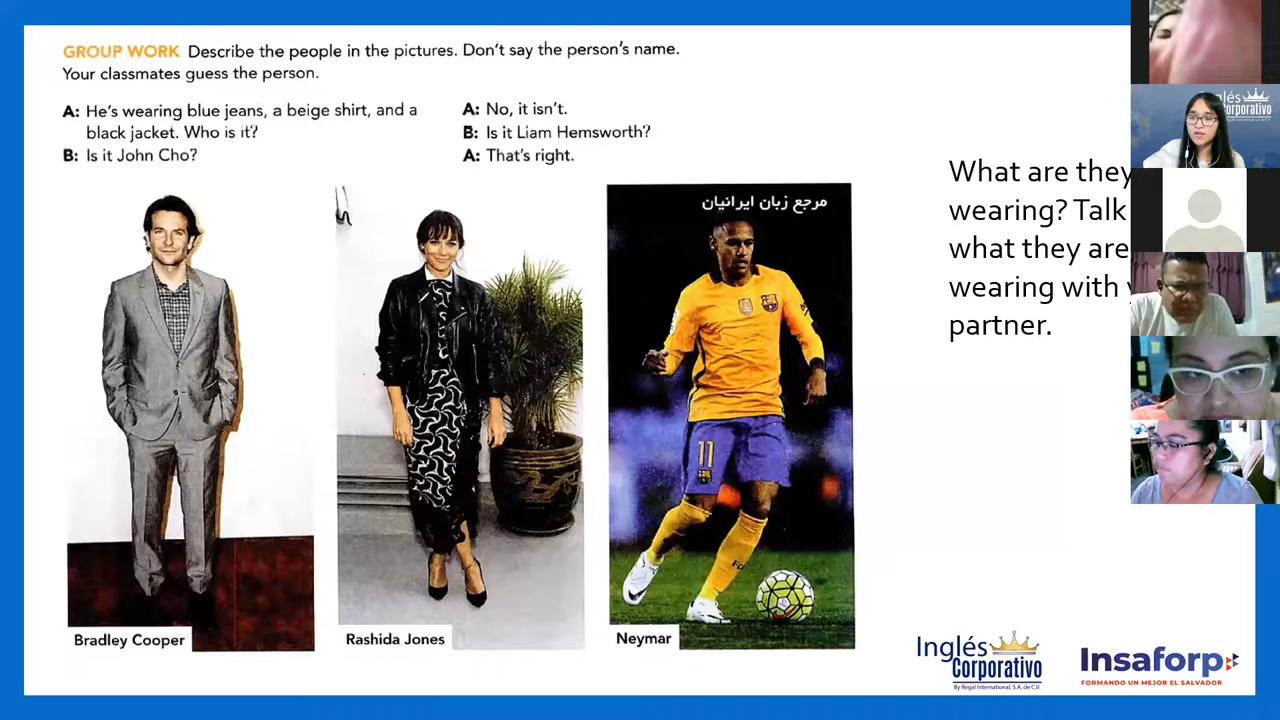 GROUP WORK Describe the people in the pictures. Don't say the person's name.
Your classmates guess the person.
A: He's wearing blue jeans, a beige shirt, and a
black jacket. Who is it?
B: Is it John Cho?
A: No, it isn't.
B: Is it Liam Hemsworth?
A: That's right.
What are they
wearing? Talk
what they are
wearing with
partner.
مرجع زبان ایرانیان
11
Bradley Cooper
Rashida Jones
Neymar
Inglés
Corporativo
By Regal International, S.A. de C.V.
Insaforp
FORMANDO UN MEJOR EL SALVADOR